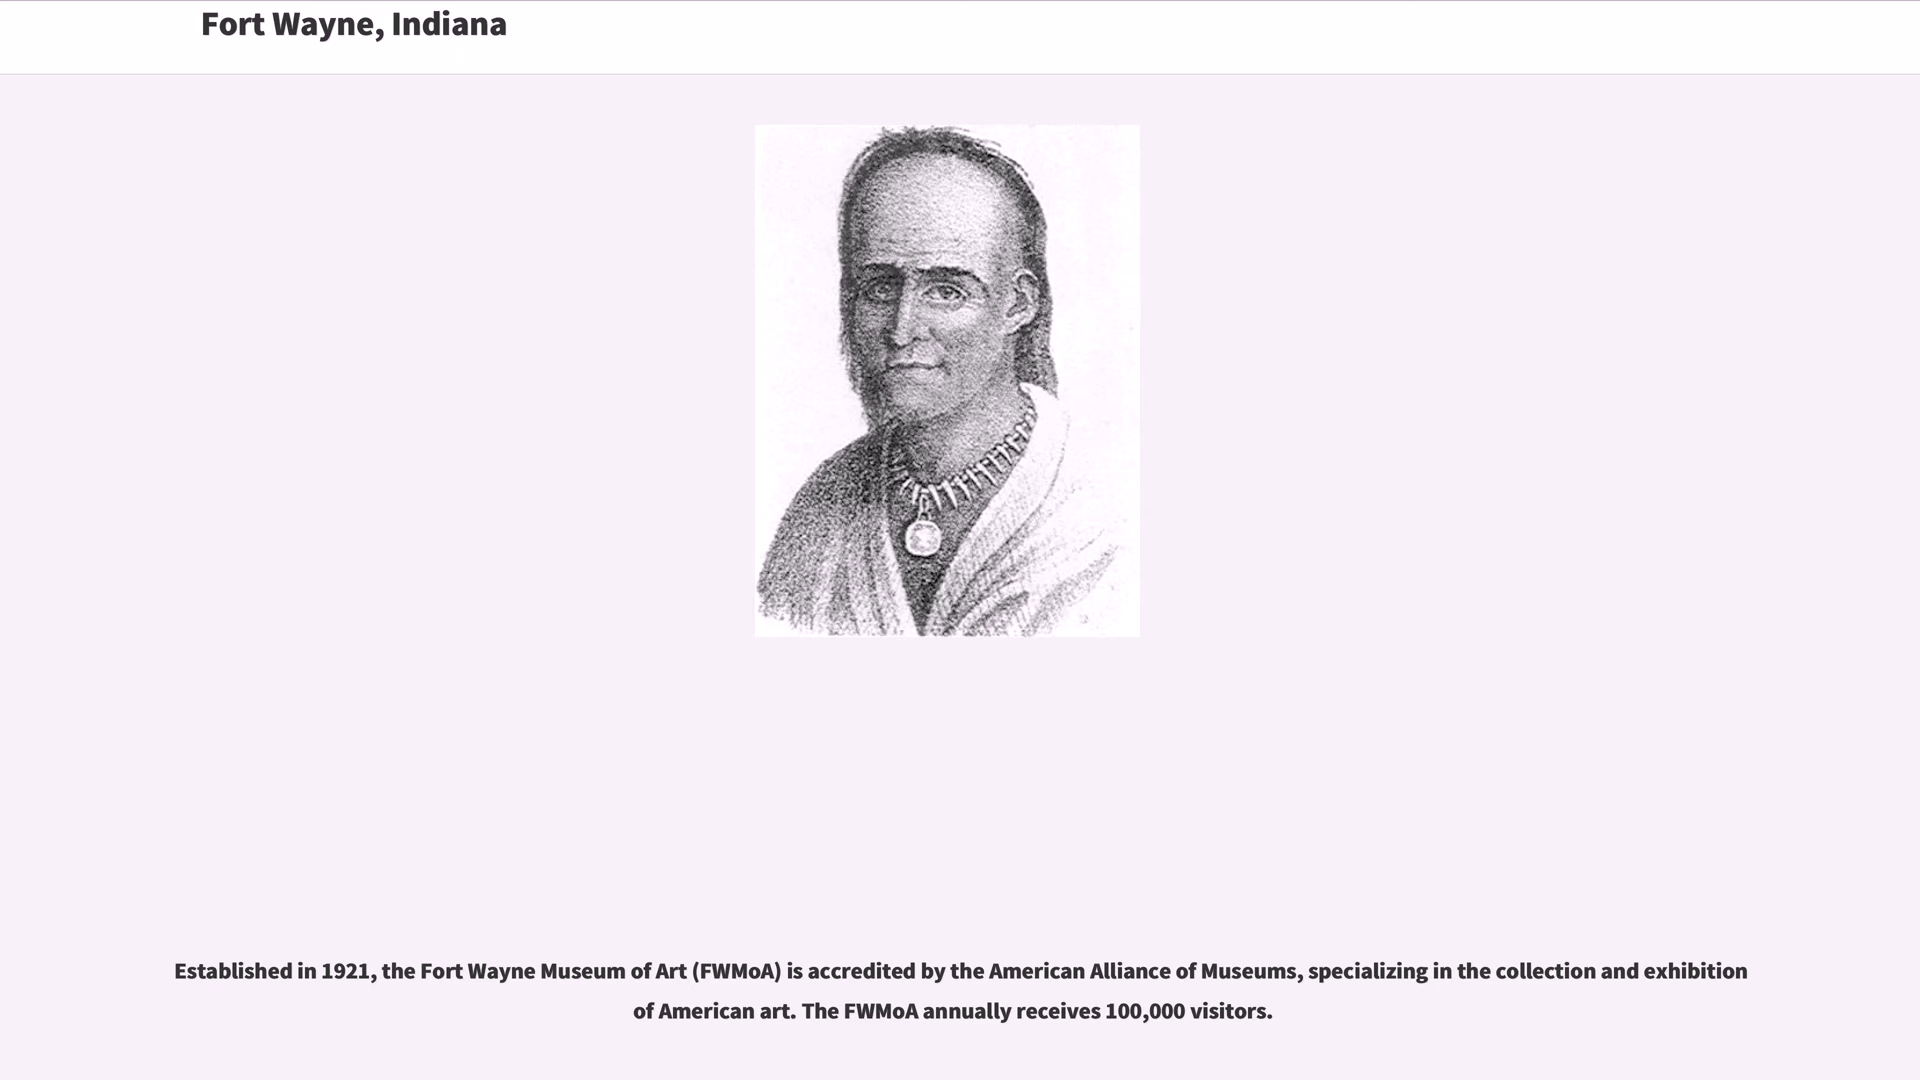 Fort Wayne, Indiana
Established in 1921, the Fort Wayne Museum of Art (FWMoA) is accredited by the American Alliance of Museums, specializing in the collection and exhibition
of American art. The FWMoA annually receives 100,000 visitors.